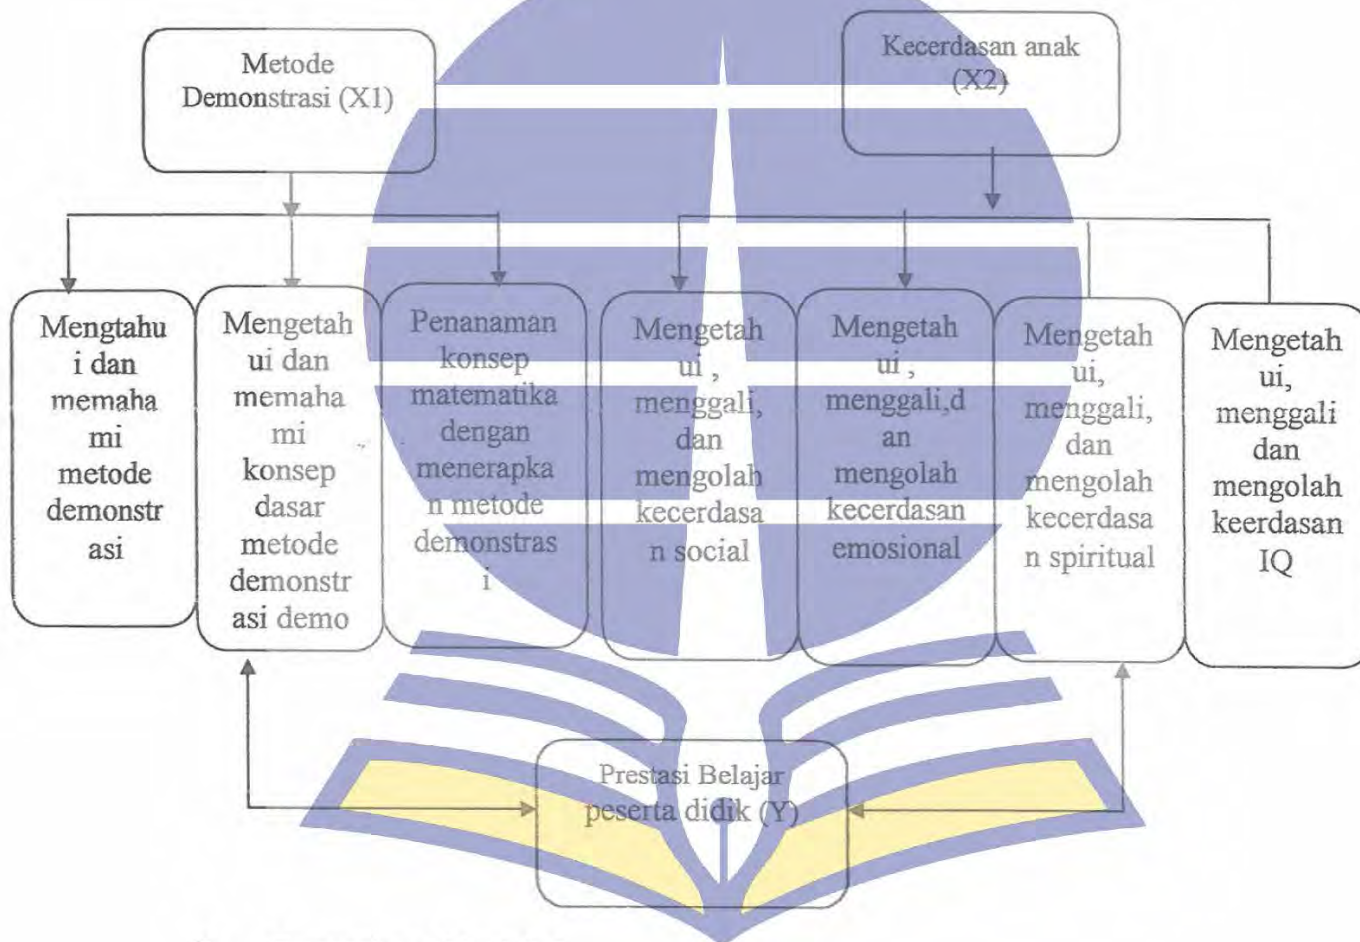 Metode
Demonstrasi (X1)
Kecerdasan anak
(X2)
Mengtahu
i dan
memaha
mi
metode
demonstr
asi
Mengetah
ui dan
memaha
mi
konsep
dasar
metode
demonstr
asi demo
Penanaman
konsep
matematika
dengan
menerapka
n metode
demonstras
i
Mengetah
ui ,
menggali,
dan
mengolah
kecerdasa
n social
Mengetah
ui ,
menggali,d
an
mengolah
kecerdasan
emosional
Mengetah
ui,
menggali,
dan
mengolah
kecerdasa
n spiritual
Mengetah
ui,
menggali
dan
mengolah
keerdasan
IQ
Prestasi Belajar
peserta didik (Y)